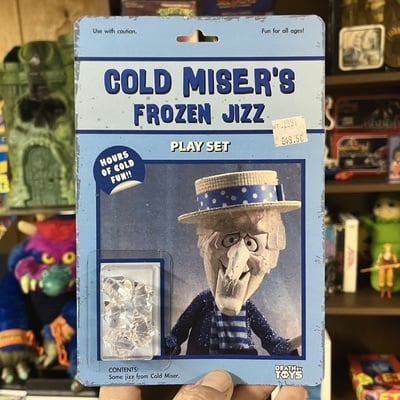 Use with caution.
Fun for all ages!
COLD MISER'S
FROZEN JIZZ
PLAY SET
HOURS
OF COLD
FUN!!
CONTENTS:
Some jizz from Cold Miser.
DEATH BY
TOYS